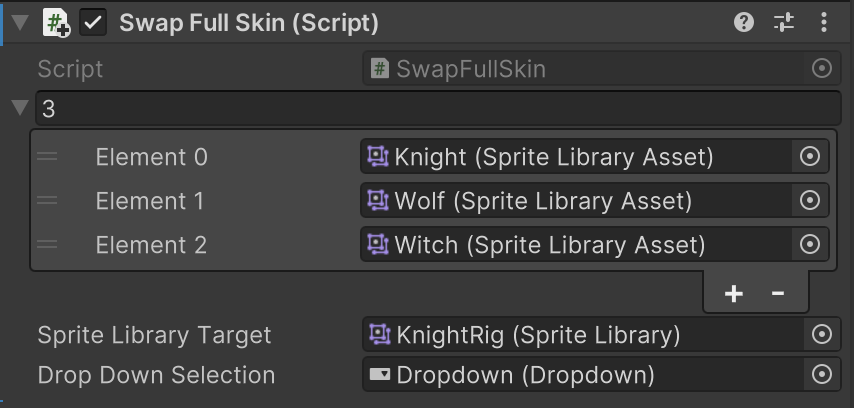 Swap Full Skin (Script)
Script SwapFullSkin
3
Element 0 Knight (Sprite Library Asset)
Element 1 Wolf (Sprite Library Asset)
Element 2 Witch (Sprite Library Asset)
+ -
Sprite Library Target KnightRig (Sprite Library)
Drop Down Selection Dropdown (Dropdown)